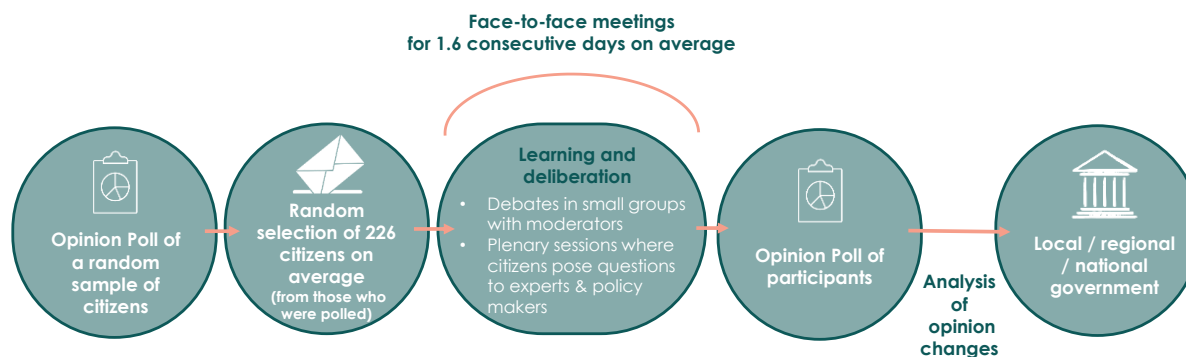 Face-to-face meetings
for 1.6 consecutive days on average
Opinion Poll of
a random
sample of
citizens
Random
selection of 226
citizens on
average
(from those who
were polled)
Learning and
deliberation
• Debates in small groups
with moderators
• Plenary sessions where
citizens pose questions
to experts & policy
makers
Opinion Poll of
participants
Analysis
of
opinion
changes
Local / regional
/ national
government